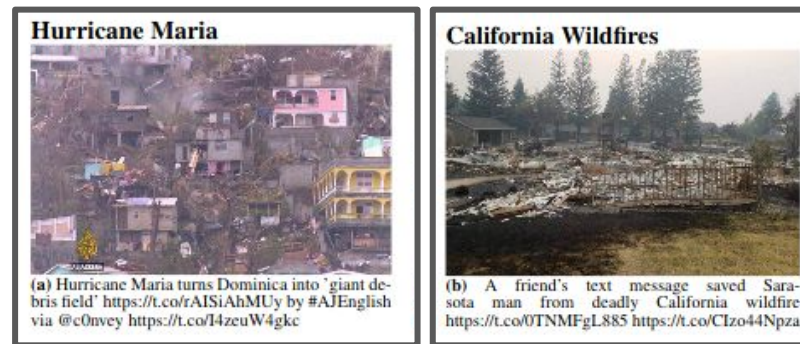 Hurricane Maria
(a) Hurricane Maria turns Dominica into 'giant de-
bris field' https://t.co/rAISiAhMUy by #AJEnglish
via @c0nvey https://t.co/I4zeuW4gkc
California Wildfires
(b) A friend's text message saved Sara-
sota man from deadly California wildfire
https://t.co/0TNMFgL885 https://t.co/CIzo44Npza